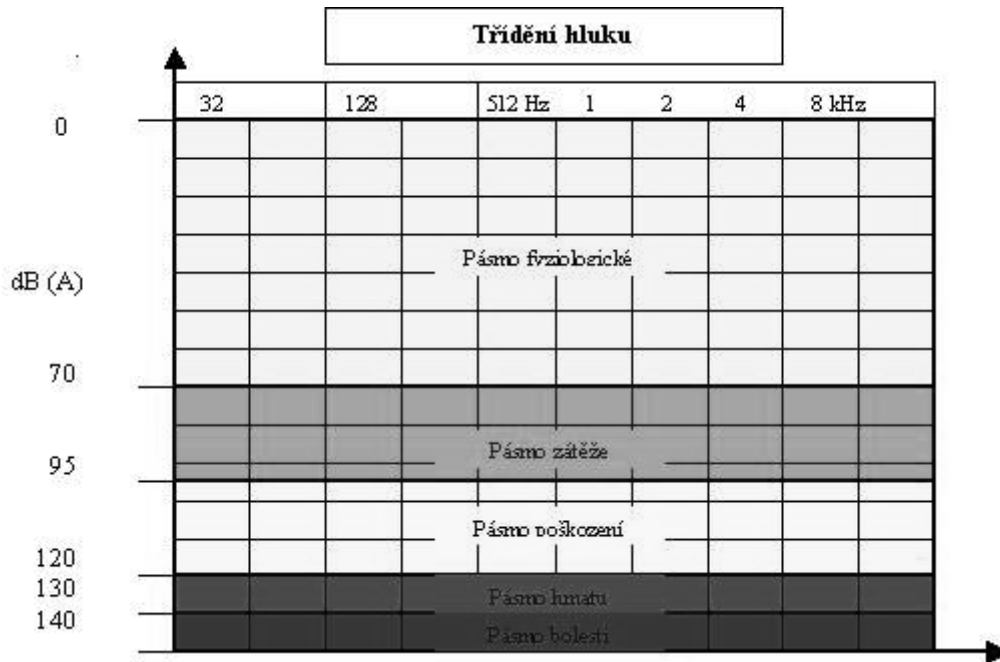 Třídění hluku
32 128 512 Hz 1 2 4 8 kHz
0
Pásmo fyziologické
dB (A)
70
Pásmo zátěže
95
Pásmo poškození
120
130
Pásmo hmatu
140
Pásmo bolesti